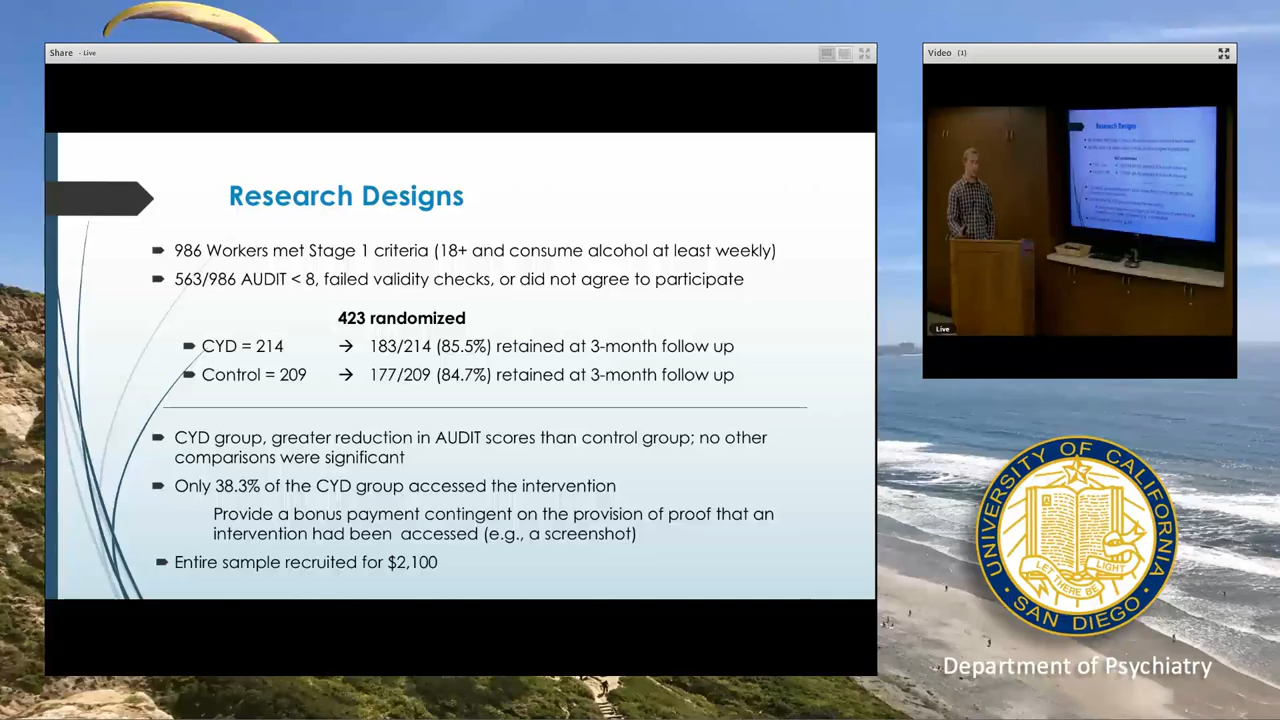 Share - Live
Video (1)
Research Designs
986 Workers met Stage 1 criteria (18+ and consume alcohol at least weekly)
563/986 AUDIT < 8, failed validity checks, or did not agree to participate
423 randomized
CYD = 214 → 183/214 (85.5%) retained at 3-month follow up
Control = 209 → 177/209 (84.7%) retained at 3-month follow up
CYD group, greater reduction in AUDIT scores than control group; no other
comparisons were significant
Only 38.3% of the CYD group accessed the intervention
Provide a bonus payment contingent on the provision of proof that an
intervention had been accessed (e.g., a screenshot)
Entire sample recruited for $2,100
Research Designs
Live
UNIVERSITY OF CALIFORNIA
LET THERE BE LIGHT
SAN DIEGO
Department of Psychiatry